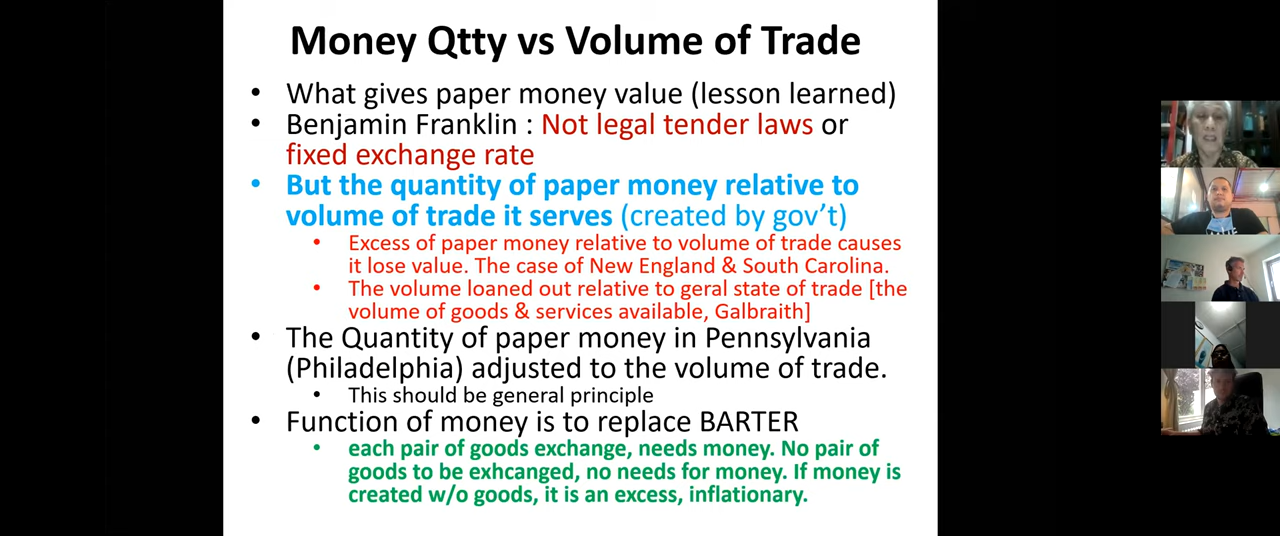 Money Qtty vs Volume of Trade
• What gives paper money value (lesson learned)
• Benjamin Franklin : Not legal tender laws or
fixed exchange rate
• But the quantity of paper money relative to
volume of trade it serves (created by gov't)
• Excess of paper money relative to volume of trade causes
it lose value. The case of New England & South Carolina.
• The volume loaned out relative to geral state of trade [the
volume of goods & services available, Galbraith]
• The Quantity of paper money in Pennsylvania
(Philadelphia) adjusted to the volume of trade.
• This should be general principle
• Function of money is to replace BARTER
• each pair of goods exchange, needs money. No pair of
goods to be exhcanged, no needs for money. If money is
created w/o goods, it is an excess, inflationary.